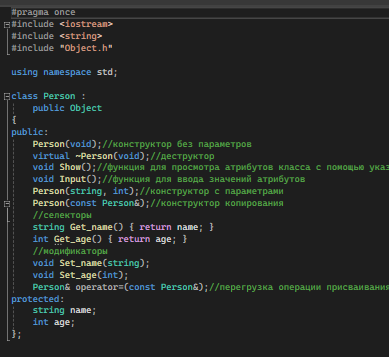 #pragma once
#include <iostream>
#include <string>
#include "Object.h"
using namespace std;
class Person :
public Object
{
public:
Person(void);//конструктор без параметров
virtual ~Person(void);//деструктор
void Show();//функция для просмотра атрибутов класса с помощью указ
void Input();//функция для ввода значений атрибутов
Person(string, int);//конструктор с параметрами
Person(const Person&);//конструктор копирования
//селекторы
string Get_name() { return name; }
int Get_age() { return age; }
//модификаторы
void Set_name(string);
void Set_age(int);
Person& operator=(const Person&);//перегрузка операции присваивания
protected:
string name;
int age;
};